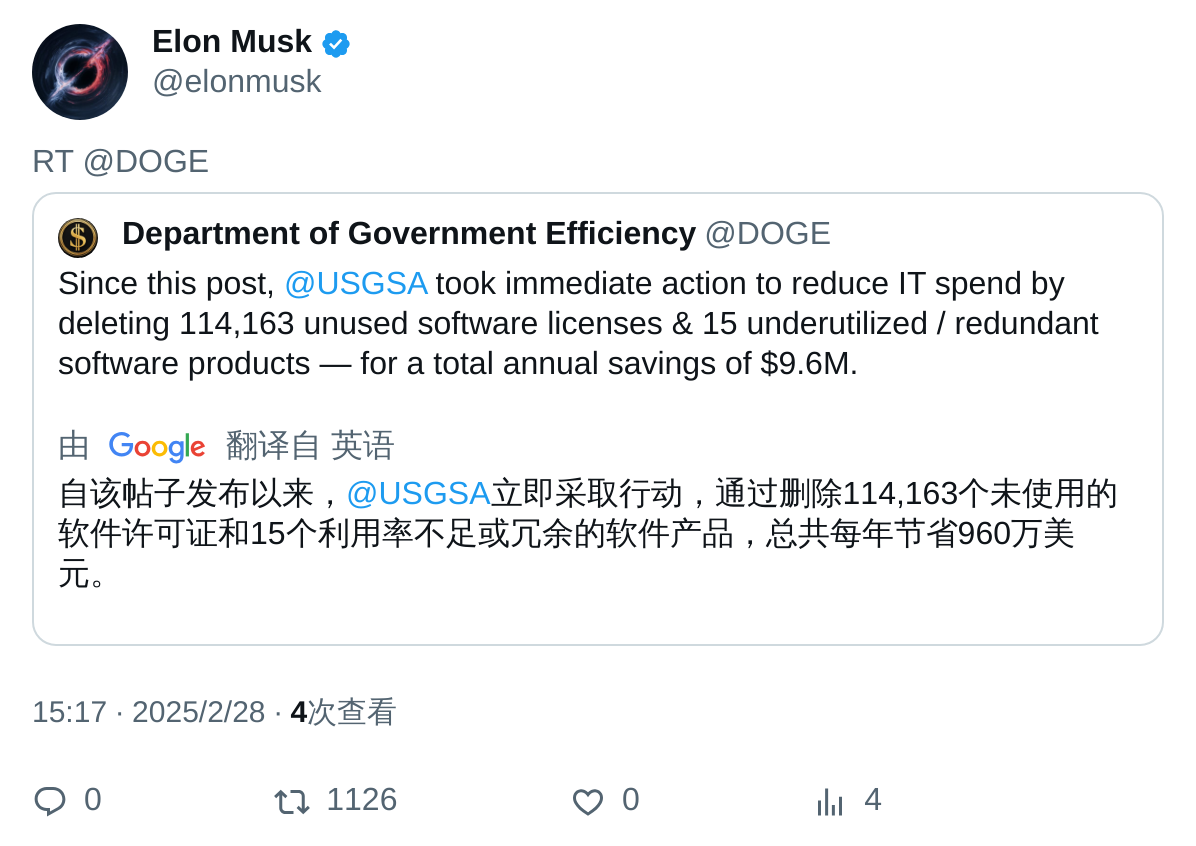 Elon Musk
@elonmusk
RT @DOGE
Department of Government Efficiency @DOGE
Since this post, @USGSA took immediate action to reduce IT spend by
deleting 114,163 unused software licenses & 15 underutilized / redundant
software products — for a total annual savings of $9.6M.
由 Google 翻译自 英语
自该帖子发布以来，@USGSA立即采取行动，通过删除114,163个未使用的
软件许可证和15个利用率不足或冗余的软件产品，总共每年节省960万美
元。
15:17 · 2025/2/28 · 4次查看
0 1126 0 4